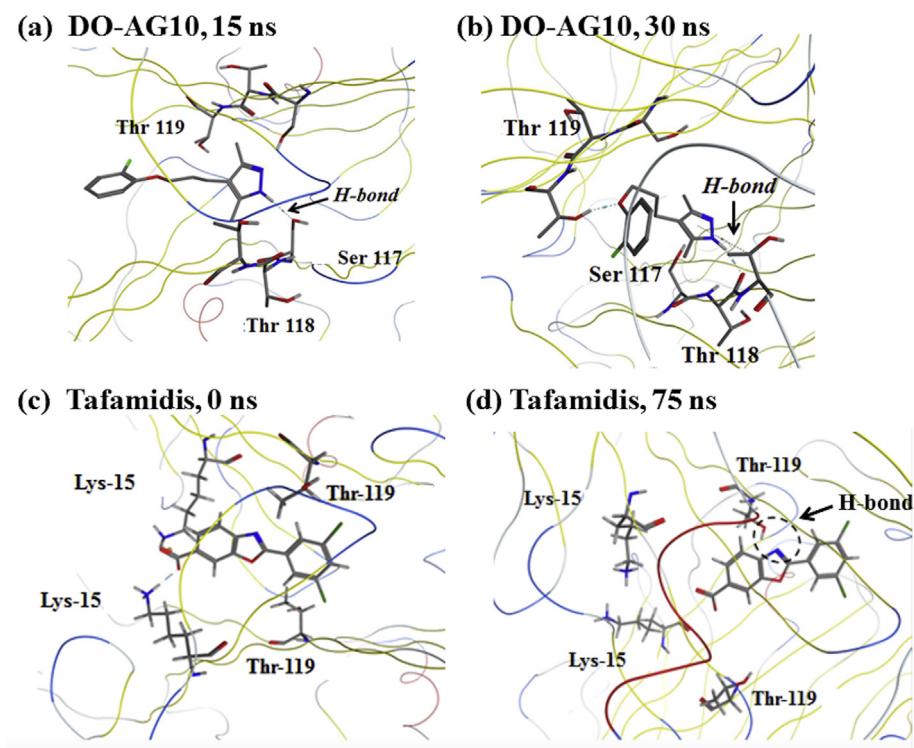 (a) DO-AG10, 15 ns
Thr 119
H-bond
Ser 117
Thr 118
(b) DO-AG10, 30 ns
Thr 119
H-bond
Ser 117
Thr 118
(c) Tafamidis, 0 ns
Lys-15
Thr-119
Lys-15
Thr-119
(d) Tafamidis, 75 ns
Thr-119
Lys-15
H-bond
Lys-15
Thr-119